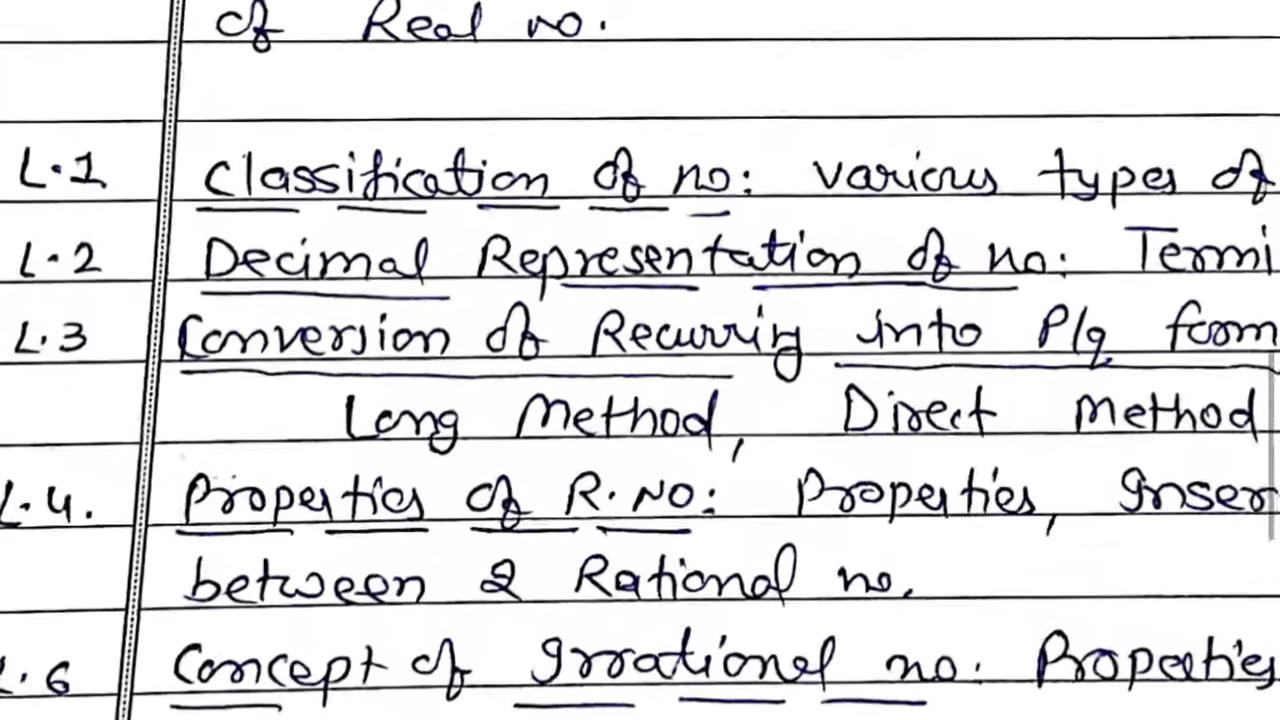 of Real no.
L.1 Classification of no: various types of
L.2 Decimal Representation of no: Termi
L.3 Conversion of Recurring into P/q form
Long Method, Direct Method
L.4. Properties of R.NO: Properties, Inser
between 2 Rational no.
L.6 Concept of Irrational no: Properties